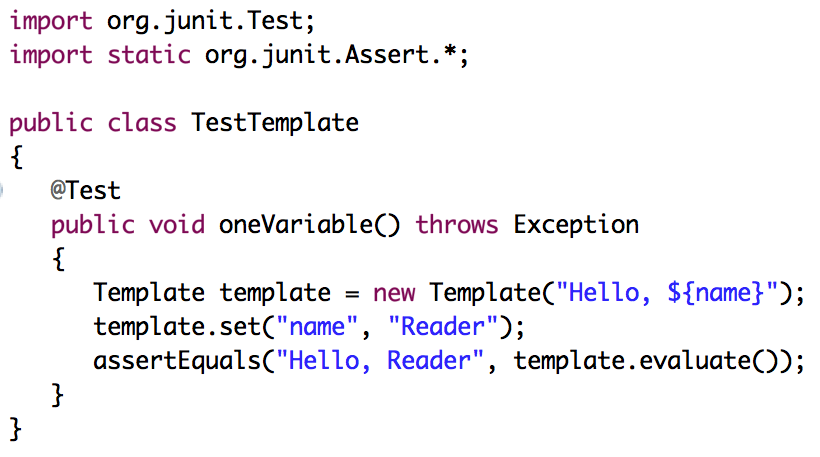 import org.junit.Test;
import static org.junit.Assert.*;
public class TestTemplate
{
@Test
public void oneVariable() throws Exception
{
Template template = new Template("Hello, ${name}");
template.set("name", "Reader");
assertEquals("Hello, Reader", template.evaluate());
}
}